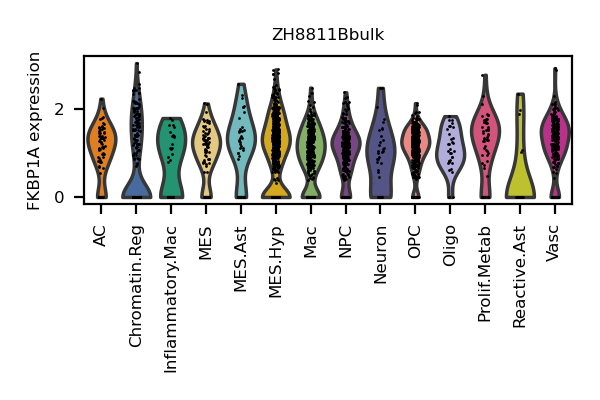 ZH8811Bbulk
FKBP1A expression
2
0
AC
Chromatin.Reg
Inflammatory.Mac
MES
MES.Ast
MES.Hyp
Mac
NPC
Neuron
OPC
Oligo
Prolif.Metab
Reactive.Ast
Vasc